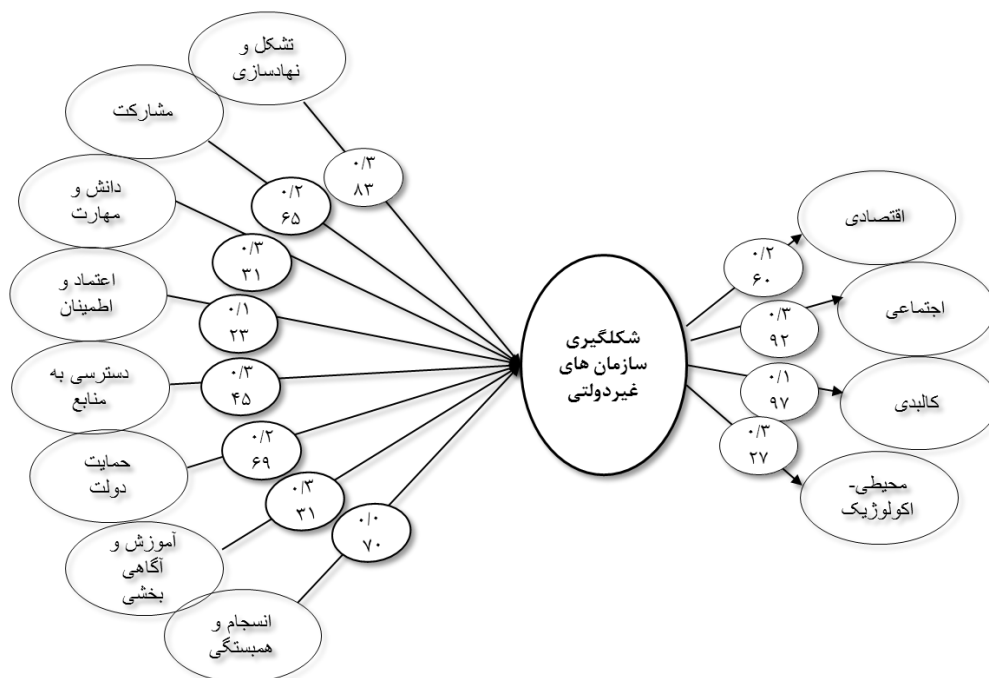 تشکل و
نهادسازی
مشارکت
دانش و
مهارت
اعتماد و
اطمینان
دسترسی به
منابع
حمایت
دولت
آموزش و
آگاهی
بخشی
انسجام و
همبستگی
۰/۳
۸۳
۰/۲
۶۵
۰/۳
۳۱
۰/۱
۲۳
۰/۳
۴۵
۰/۲
۶۹
۰/۳
۳۱
۰/۰
۷۰
شکلگیری
سازمان های
غیردولتی
۰/۲
۶۰
۰/۳
۹۲
۰/۱
۹۷
۰/۳
۲۷
اقتصادی
اجتماعی
کالبدی
محیطی-
اکولوژیک